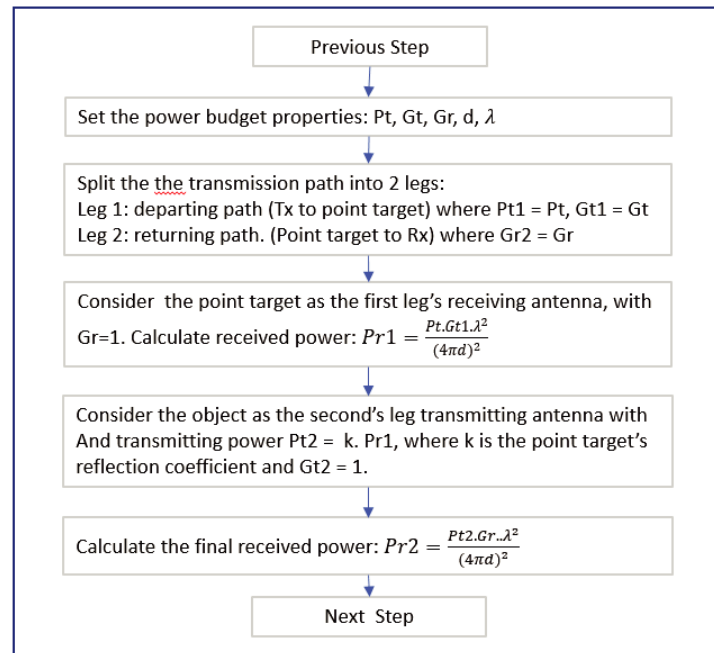 Previous Step
Set the power budget properties: Pt, Gt, Gr, d, λ
Split the the transmission path into 2 legs:
Leg 1: departing path (Tx to point target) where Pt1 = Pt, Gt1 = Gt
Leg 2: returning path. (Point target to Rx) where Gr2 = Gr
Consider the point target as the first leg's receiving antenna, with
Gr=1. Calculate received power: Pr1 = Pt.Gt1.λ² / (4πd)²
Consider the object as the second's leg transmitting antenna with
And transmitting power Pt2 = k. Pr1, where k is the point target's
reflection coefficient and Gt2 = 1.
Calculate the final received power: Pr2 = Pt2.Gr..λ² / (4πd)²
Next Step